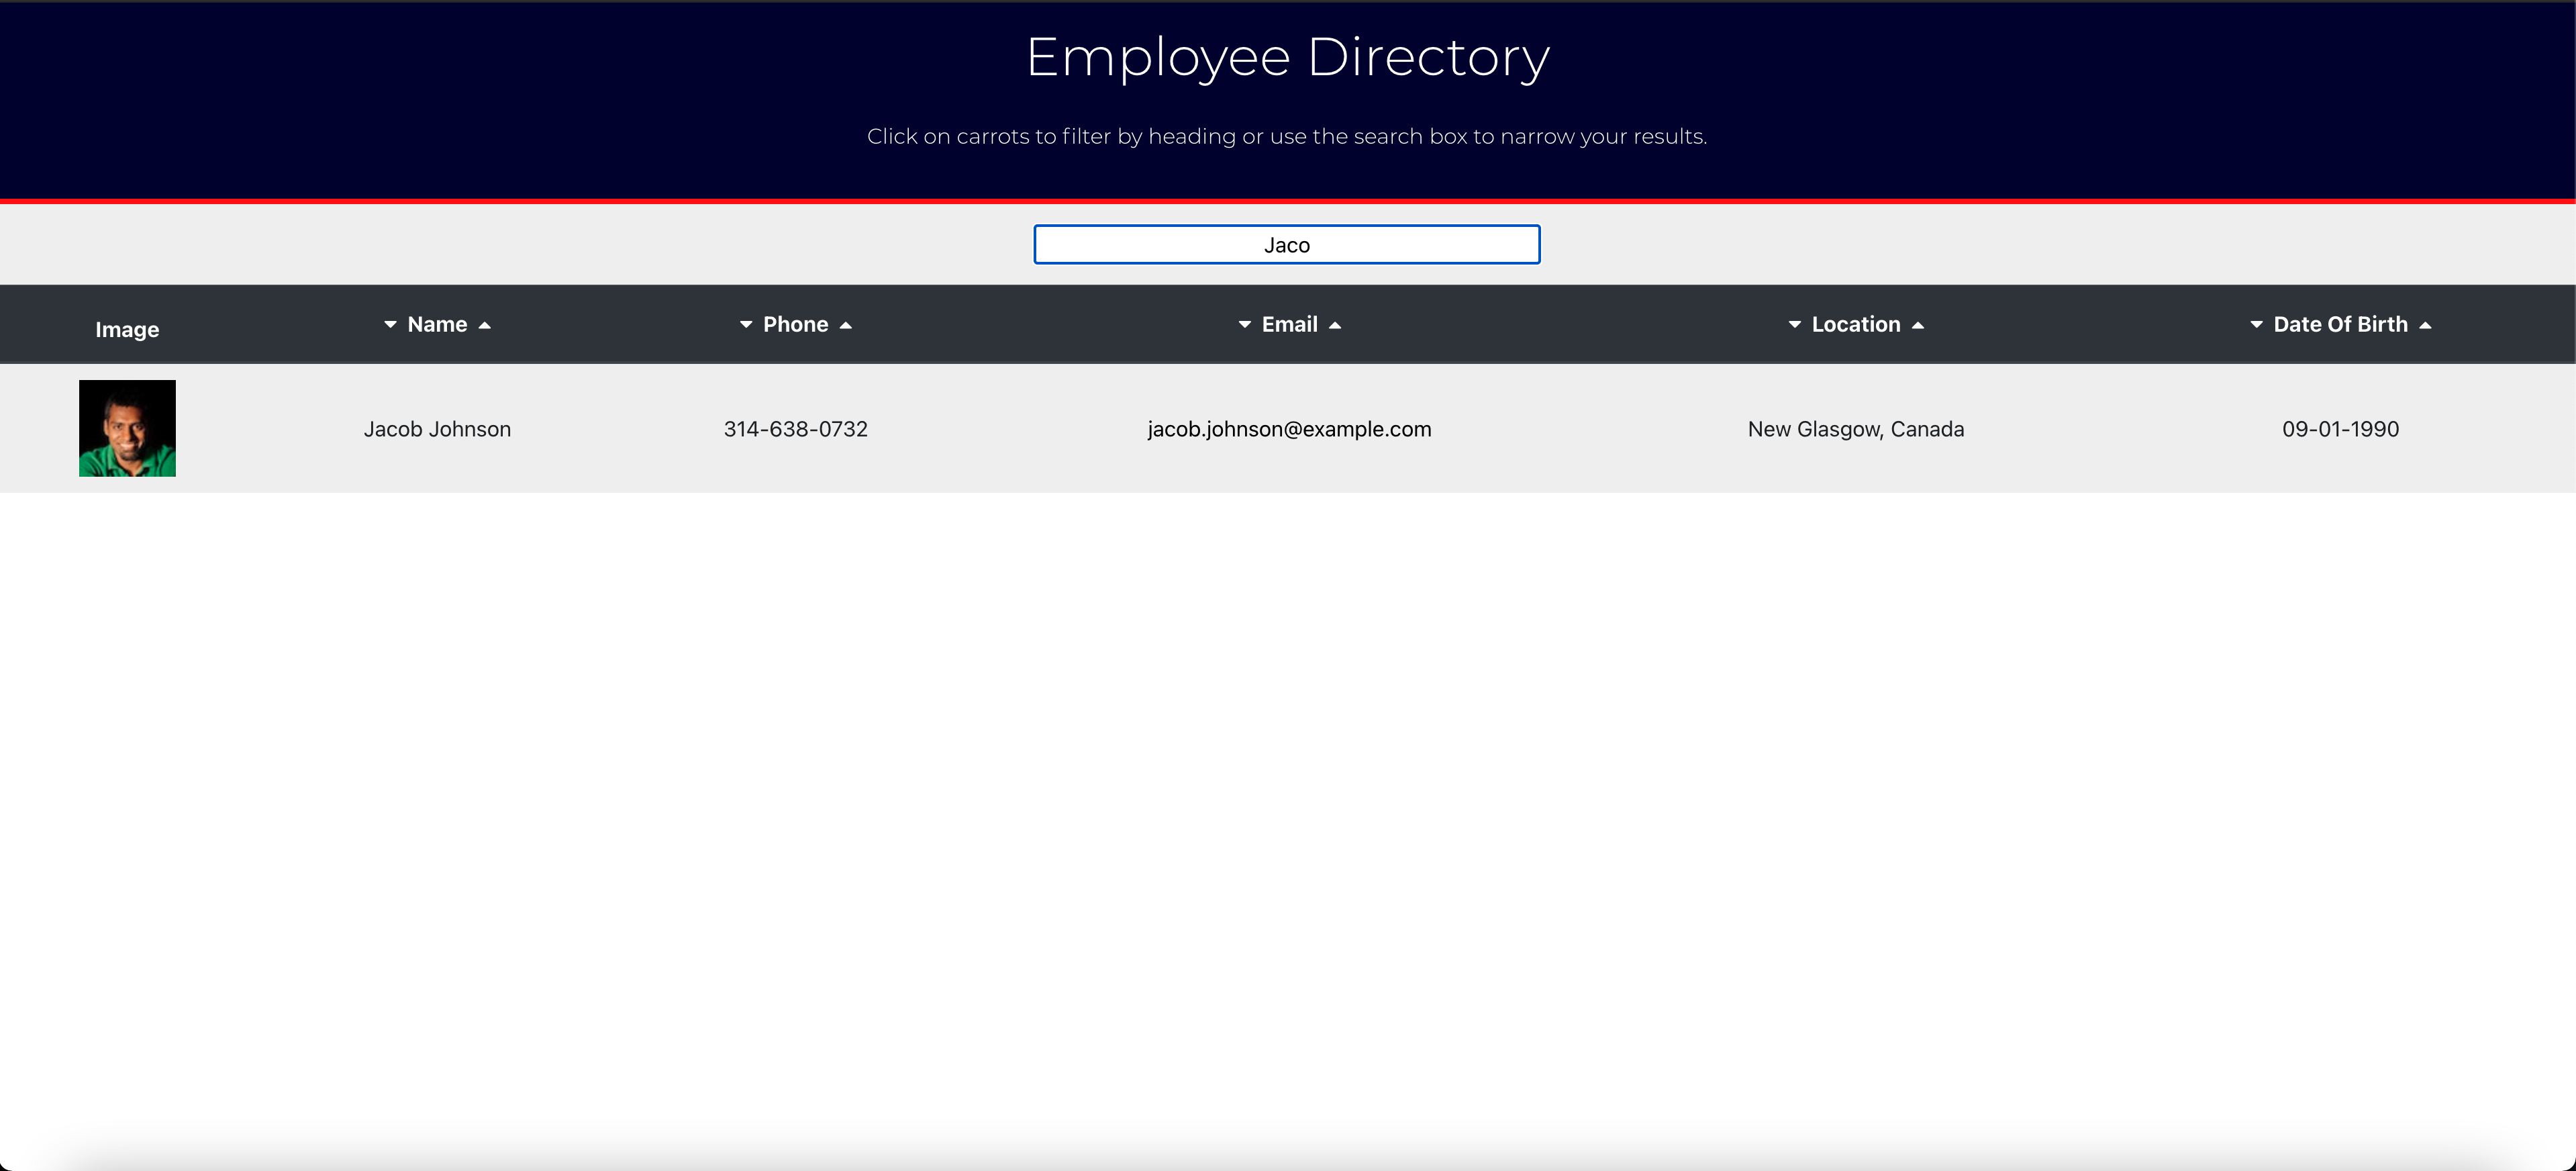 Employee Directory
Click on carrots to filter by heading or use the search box to narrow your results.
Jaco
Image Name Phone Email Location Date Of Birth
Jacob Johnson 314-638-0732 jacob.johnson@example.com New Glasgow, Canada 09-01-1990